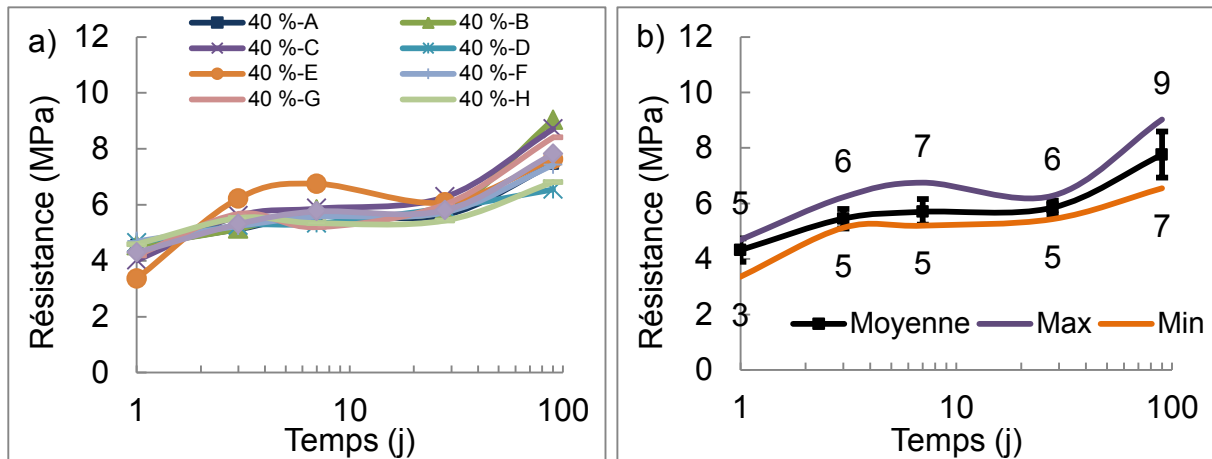 a)
40 %-A 40 %-B
40 %-C 40 %-D
40 %-E 40 %-F
40 %-G 40 %-H
Résistance (MPa)
12
10
8
6
4
2
0
1 10 100
Temps (j)
b)
Résistance (MPa)
12
10
8
6
4
2
0
5 6 7 6 9
3 5 5 5 7
Moyenne Max Min
1 10 100
Temps (j)